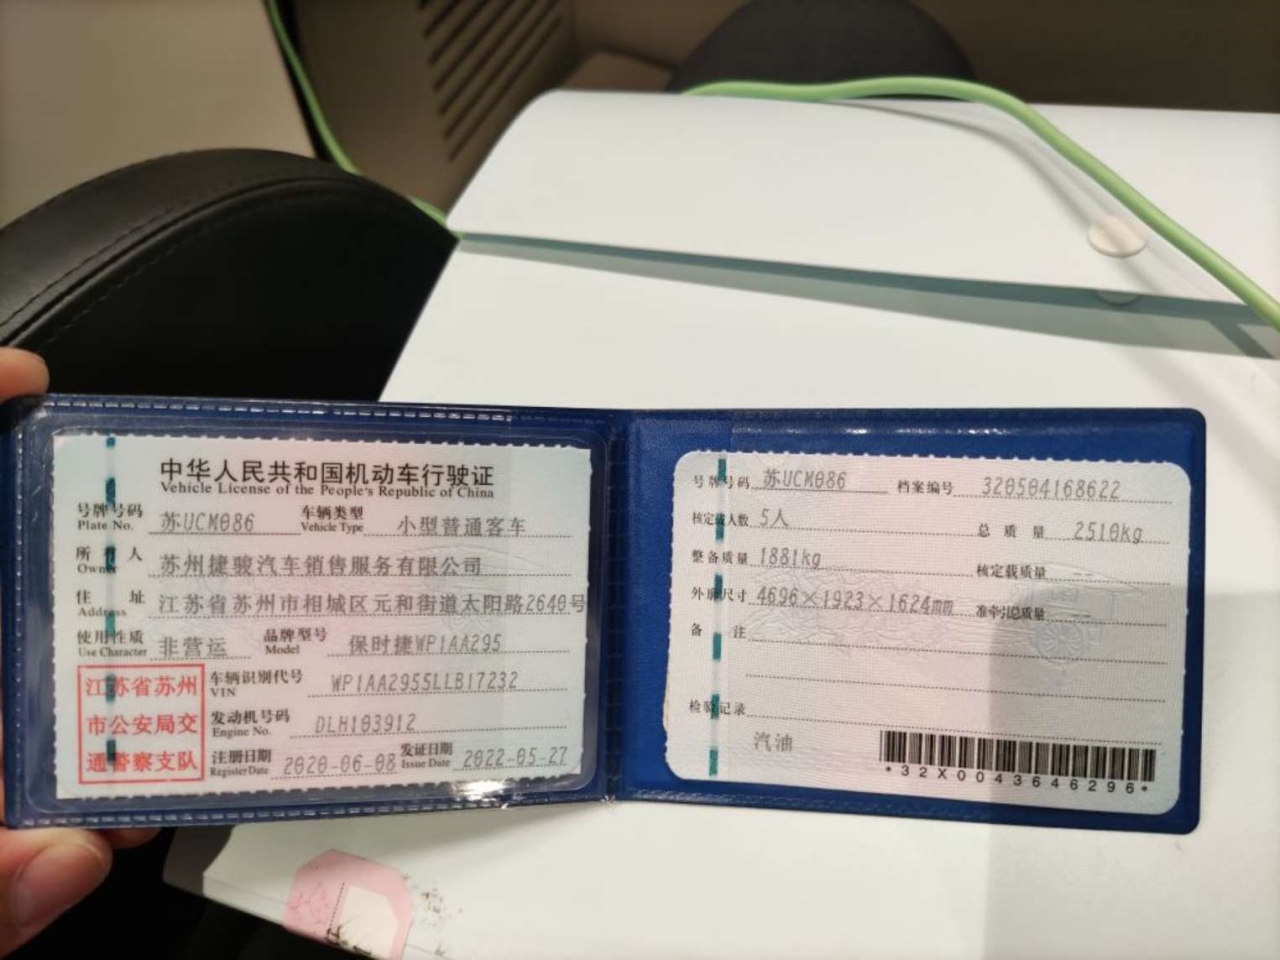 中华人民共和国机动车行驶证
Vehicle License of the People's Republic of China
号牌号码 苏UCM086 车辆类型 小型普通客车
Plate No. Vehicle Type
所有人 苏州捷骏汽车销售服务有限公司
Owner
住址 江苏省苏州市相城区元和街道太阳路2640号
Address
使用性质 非营运 品牌型号 保时捷WP1AA295
Use Character Model
江苏省苏州
市公安局交
通警察支队
车辆识别代号 WP1AA2955LLB17232
VIN
发动机号码 DLH103912
Engine No.
注册日期 2020-06-08 发证日期 2022-05-27
Register Date Issue Date
号牌号码 苏UCM086 档案编号 320504168622
核定载人数 5人 总质量 2510kg
整备质量 1881kg 核定载质量 --
外廓尺寸 4696×1923×1624mm 准牵引总质量 --
备注
检验记录
汽油
*32X0043646296*